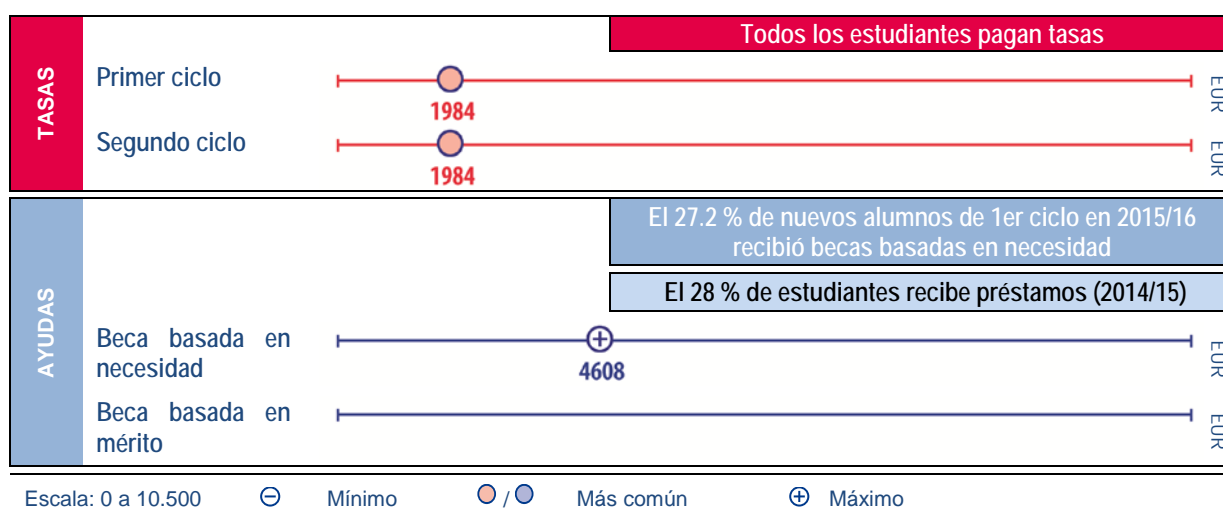 TASAS
Todos los estudiantes pagan tasas
Primer ciclo
1984
EUR
Segundo ciclo
1984
EUR
AYUDAS
El 27.2 % de nuevos alumnos de 1er ciclo en 2015/16
recibió becas basadas en necesidad
El 28 % de estudiantes recibe préstamos (2014/15)
Beca basada en
necesidad
4608
EUR
Beca basada en
mérito
EUR
Escala: 0 a 10.500 Mínimo / Más común Máximo